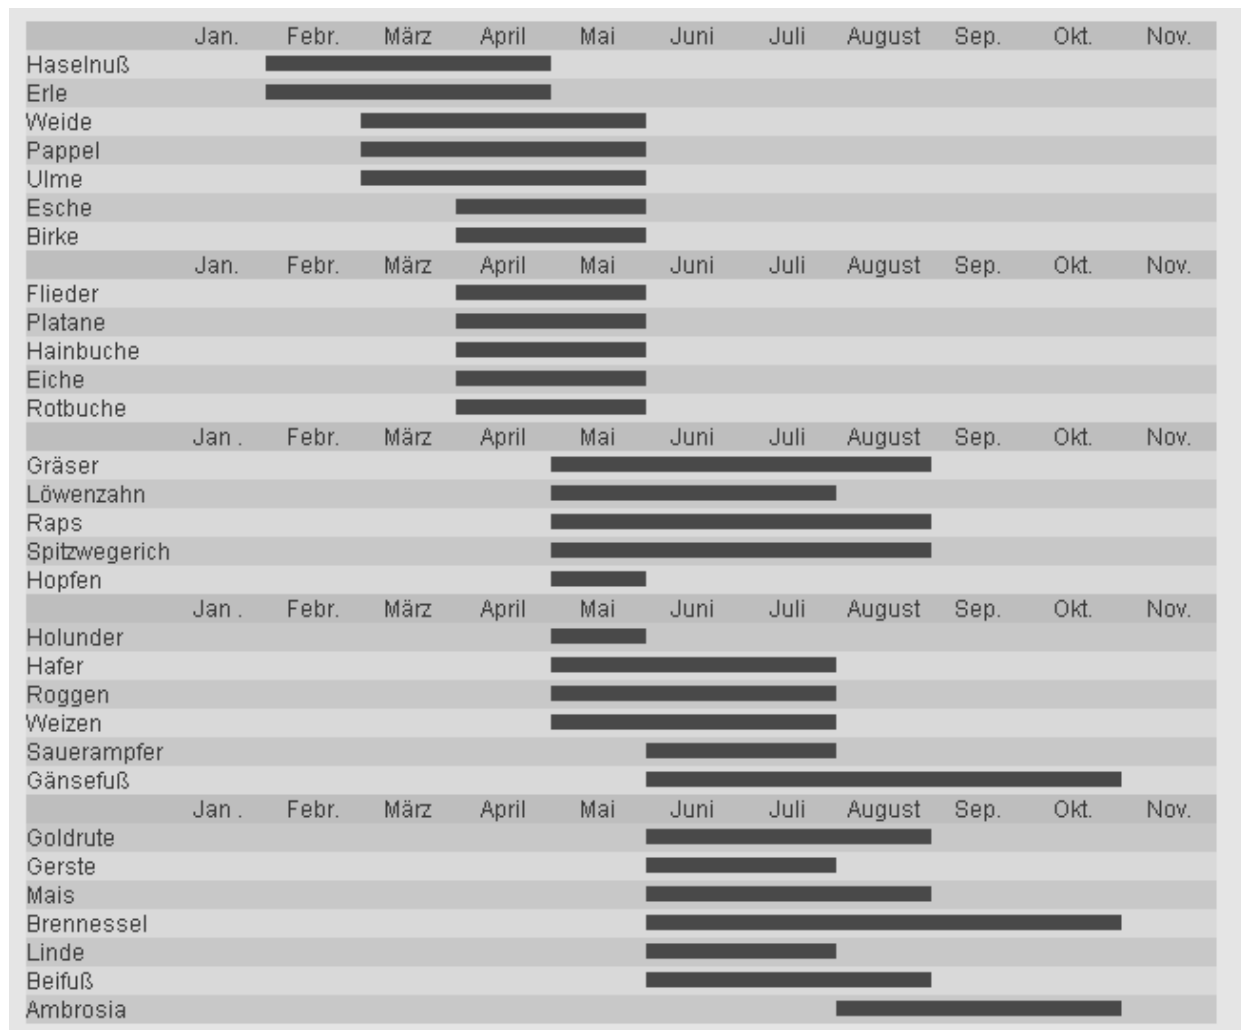 Jan. Febr. März April Mai Juni Juli August Sep. Okt. Nov.
Haselnuß
Erle
Weide
Pappel
Ulme
Esche
Birke
Jan. Febr. März April Mai Juni Juli August Sep. Okt. Nov.
Flieder
Platane
Hainbuche
Eiche
Rotbuche
Jan . Febr. März April Mai Juni Juli August Sep. Okt. Nov.
Gräser
Löwenzahn
Raps
Spitzwegerich
Hopfen
Jan . Febr. März April Mai Juni Juli August Sep. Okt. Nov.
Holunder
Hafer
Roggen
Weizen
Sauerampfer
Gänsefuß
Jan . Febr. März April Mai Juni Juli August Sep. Okt. Nov.
Goldrute
Gerste
Mais
Brennessel
Linde
Beifuß
Ambrosia